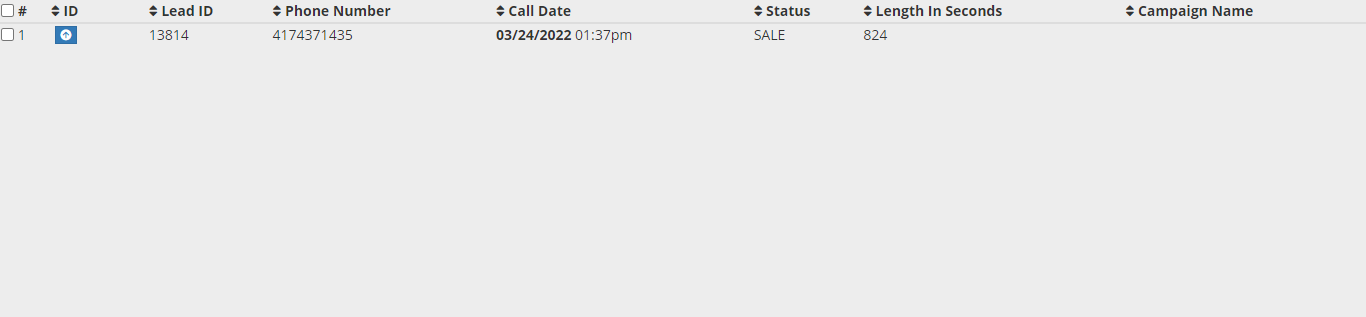 # ID Lead ID Phone Number Call Date Status Length In Seconds Campaign Name
1 13814 4174371435 03/24/2022 01:37pm SALE 824